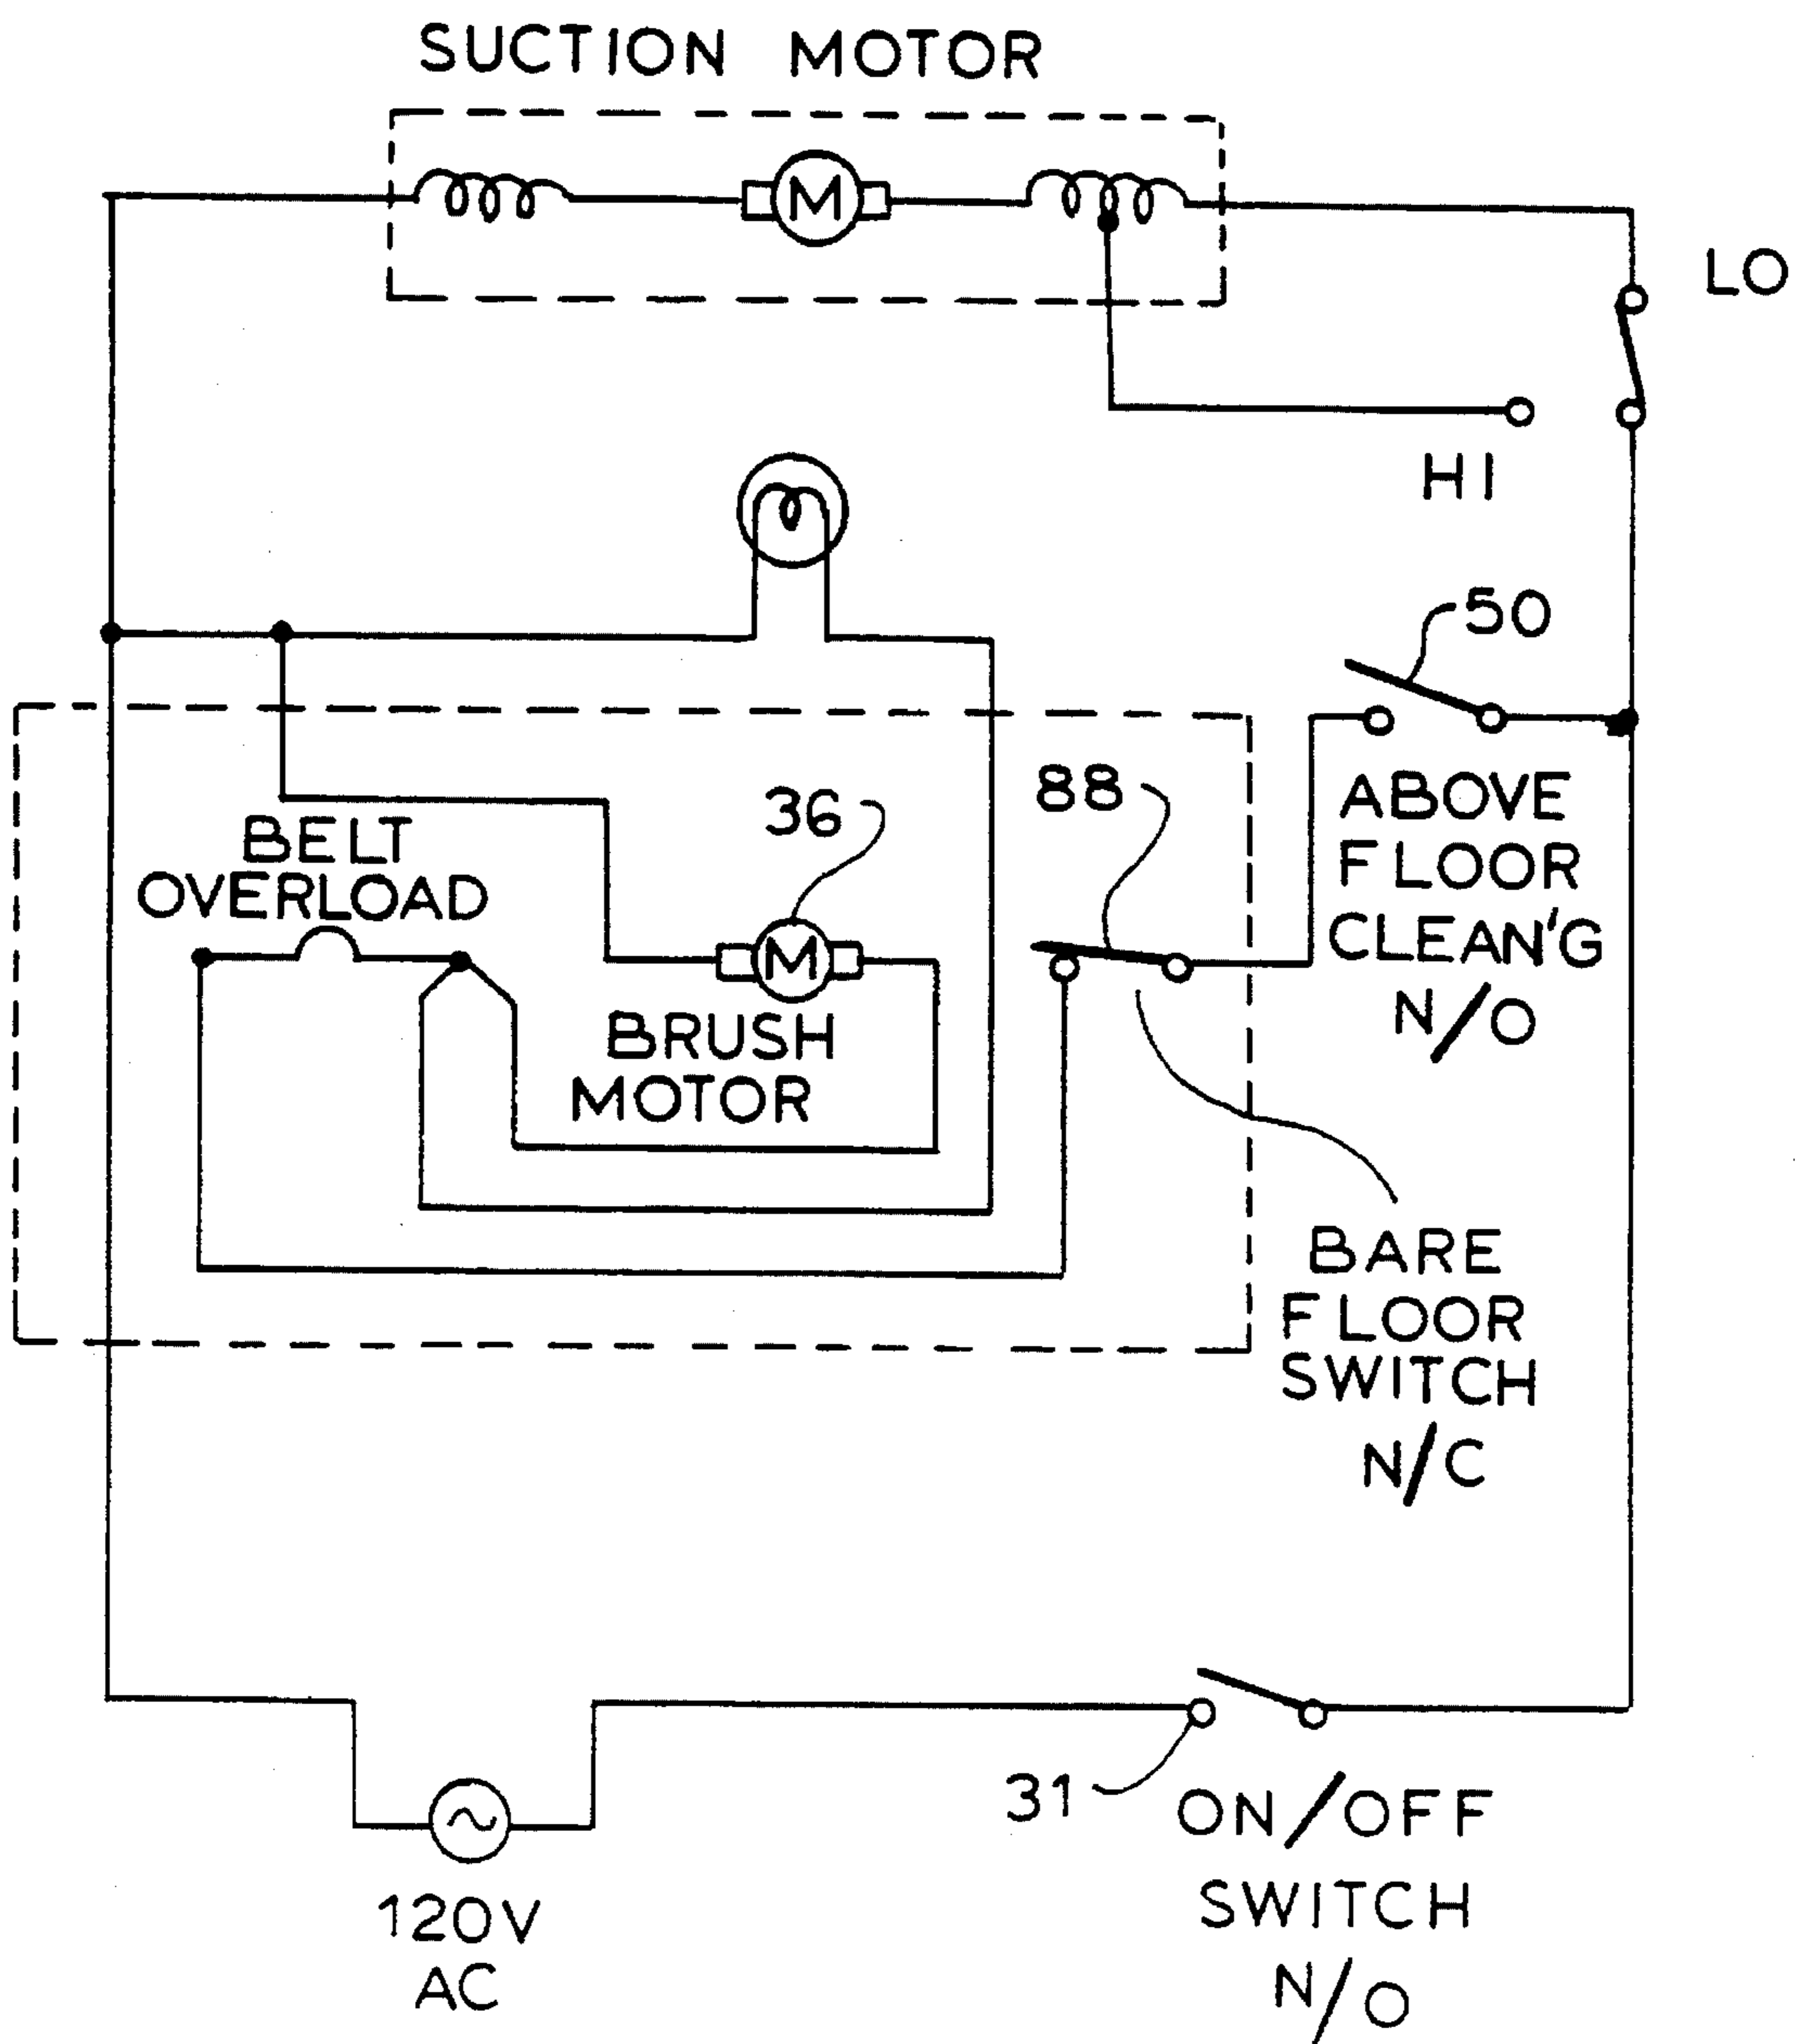 SUCTION MOTOR
M
LO
HI
50
ABOVE
FLOOR
CLEAN'G
N/O
88
36
BELT
OVERLOAD
M
BRUSH
MOTOR
BARE
FLOOR
SWITCH
N/C
31
ON/OFF
SWITCH
N/O
120V
AC